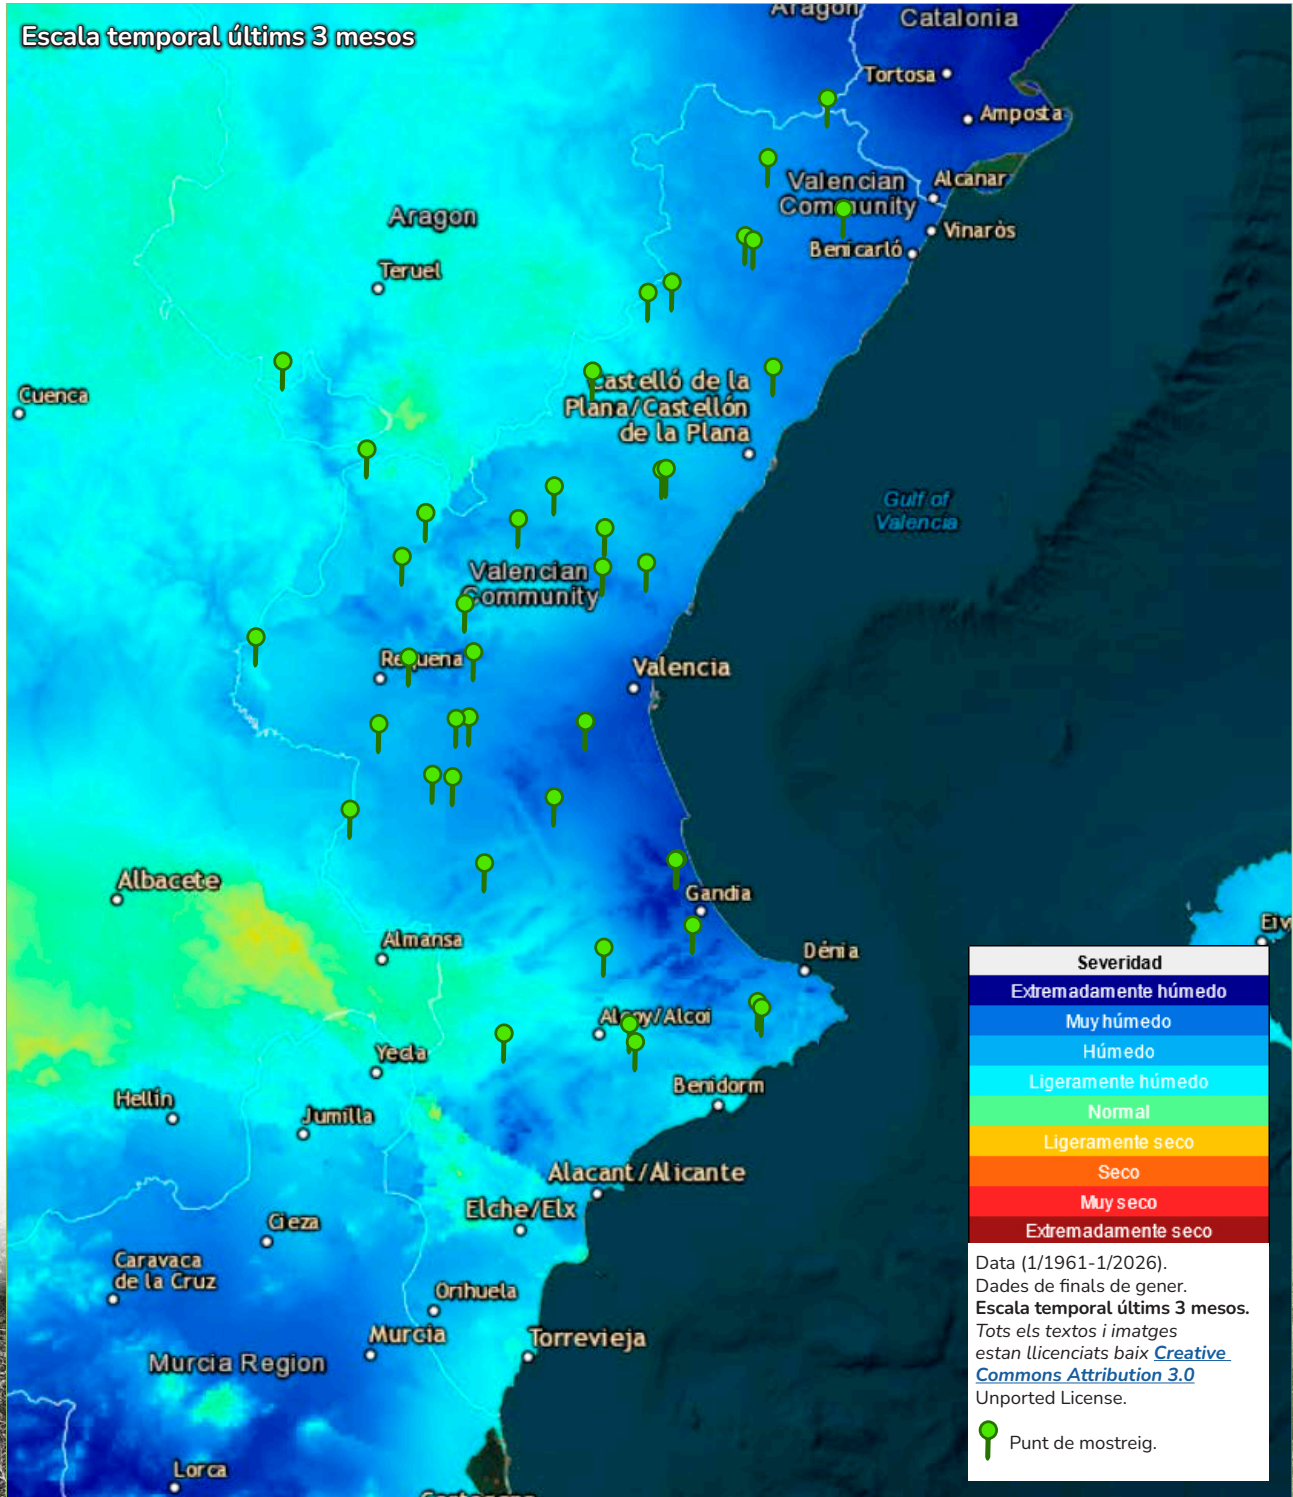 Escala temporal últims 3 mesos
Aragon
Catalonia
Tortosa
Amposta
Valencian
Community
Alcanar
Vinaròs
Benicarló
Aragon
Teruel
Cuenca
Castelló de la
Plana/Castellón
de la Plana
Gulf of
Valencia
Valencian
Community
Requena
Valencia
Albacete
Gandia
Almansa
Dénia
Alcoy/Alcoi
Yecla
Benidorm
Hellín
Jumilla
Alacant/Alicante
Elche/Elx
Cieza
Caravaca
de la Cruz
Orihuela
Murcia
Torrevieja
Murcia Region
Lorca
Severidad
Extremadamente húmedo
Muy húmedo
Húmedo
Ligeramente húmedo
Normal
Ligeramente seco
Seco
Muy seco
Extremadamente seco
Data (1/1961-1/2026).
Dades de finals de gener.
Escala temporal últims 3 mesos.
Tots els textos i imatges
estan llicenciats baix Creative
Commons Attribution 3.0
Unported License.
Punt de mostreig.